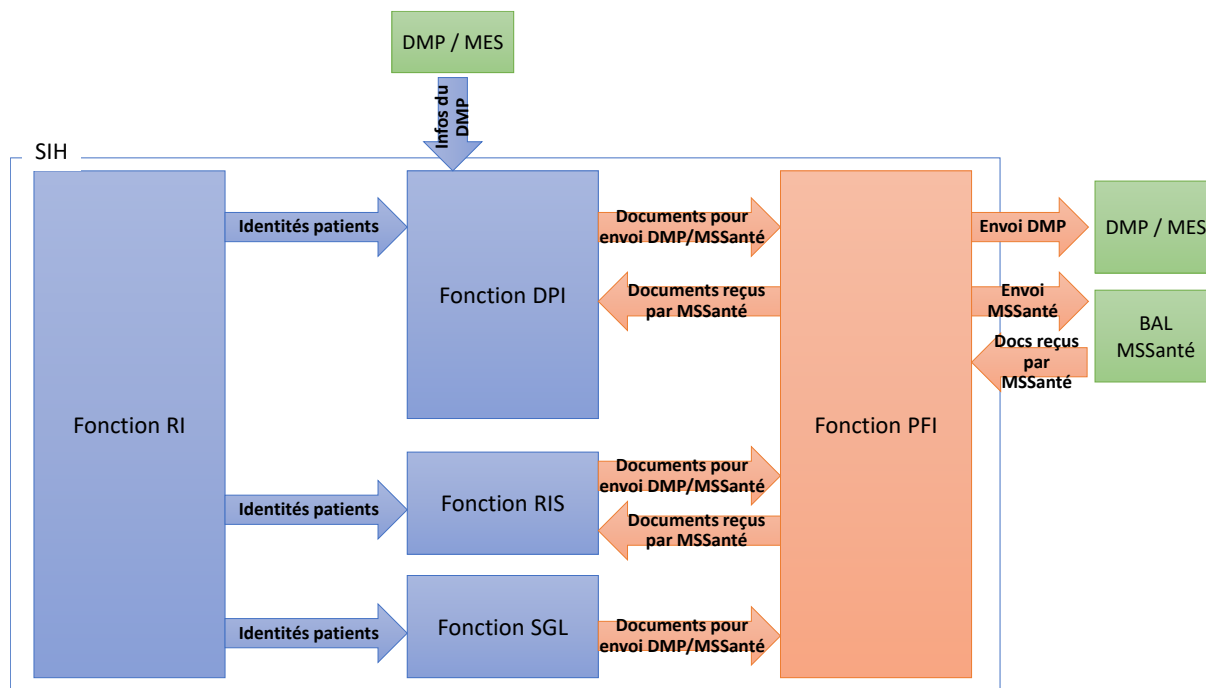 DMP / MES
Infos du
DMP
SIH
Fonction RI
Identités patients
Fonction DPI
Documents pour
envoi DMP/MSSanté
Documents reçus
par MSSanté
Identités patients
Fonction RIS
Documents pour
envoi DMP/MSSanté
Documents reçus
par MSSanté
Identités patients
Fonction SGL
Documents pour
envoi DMP/MSSanté
Fonction PFI
Envoi DMP
DMP / MES
Envoi
MSSanté
Docs reçus
par
MSSanté
BAL
MSSanté